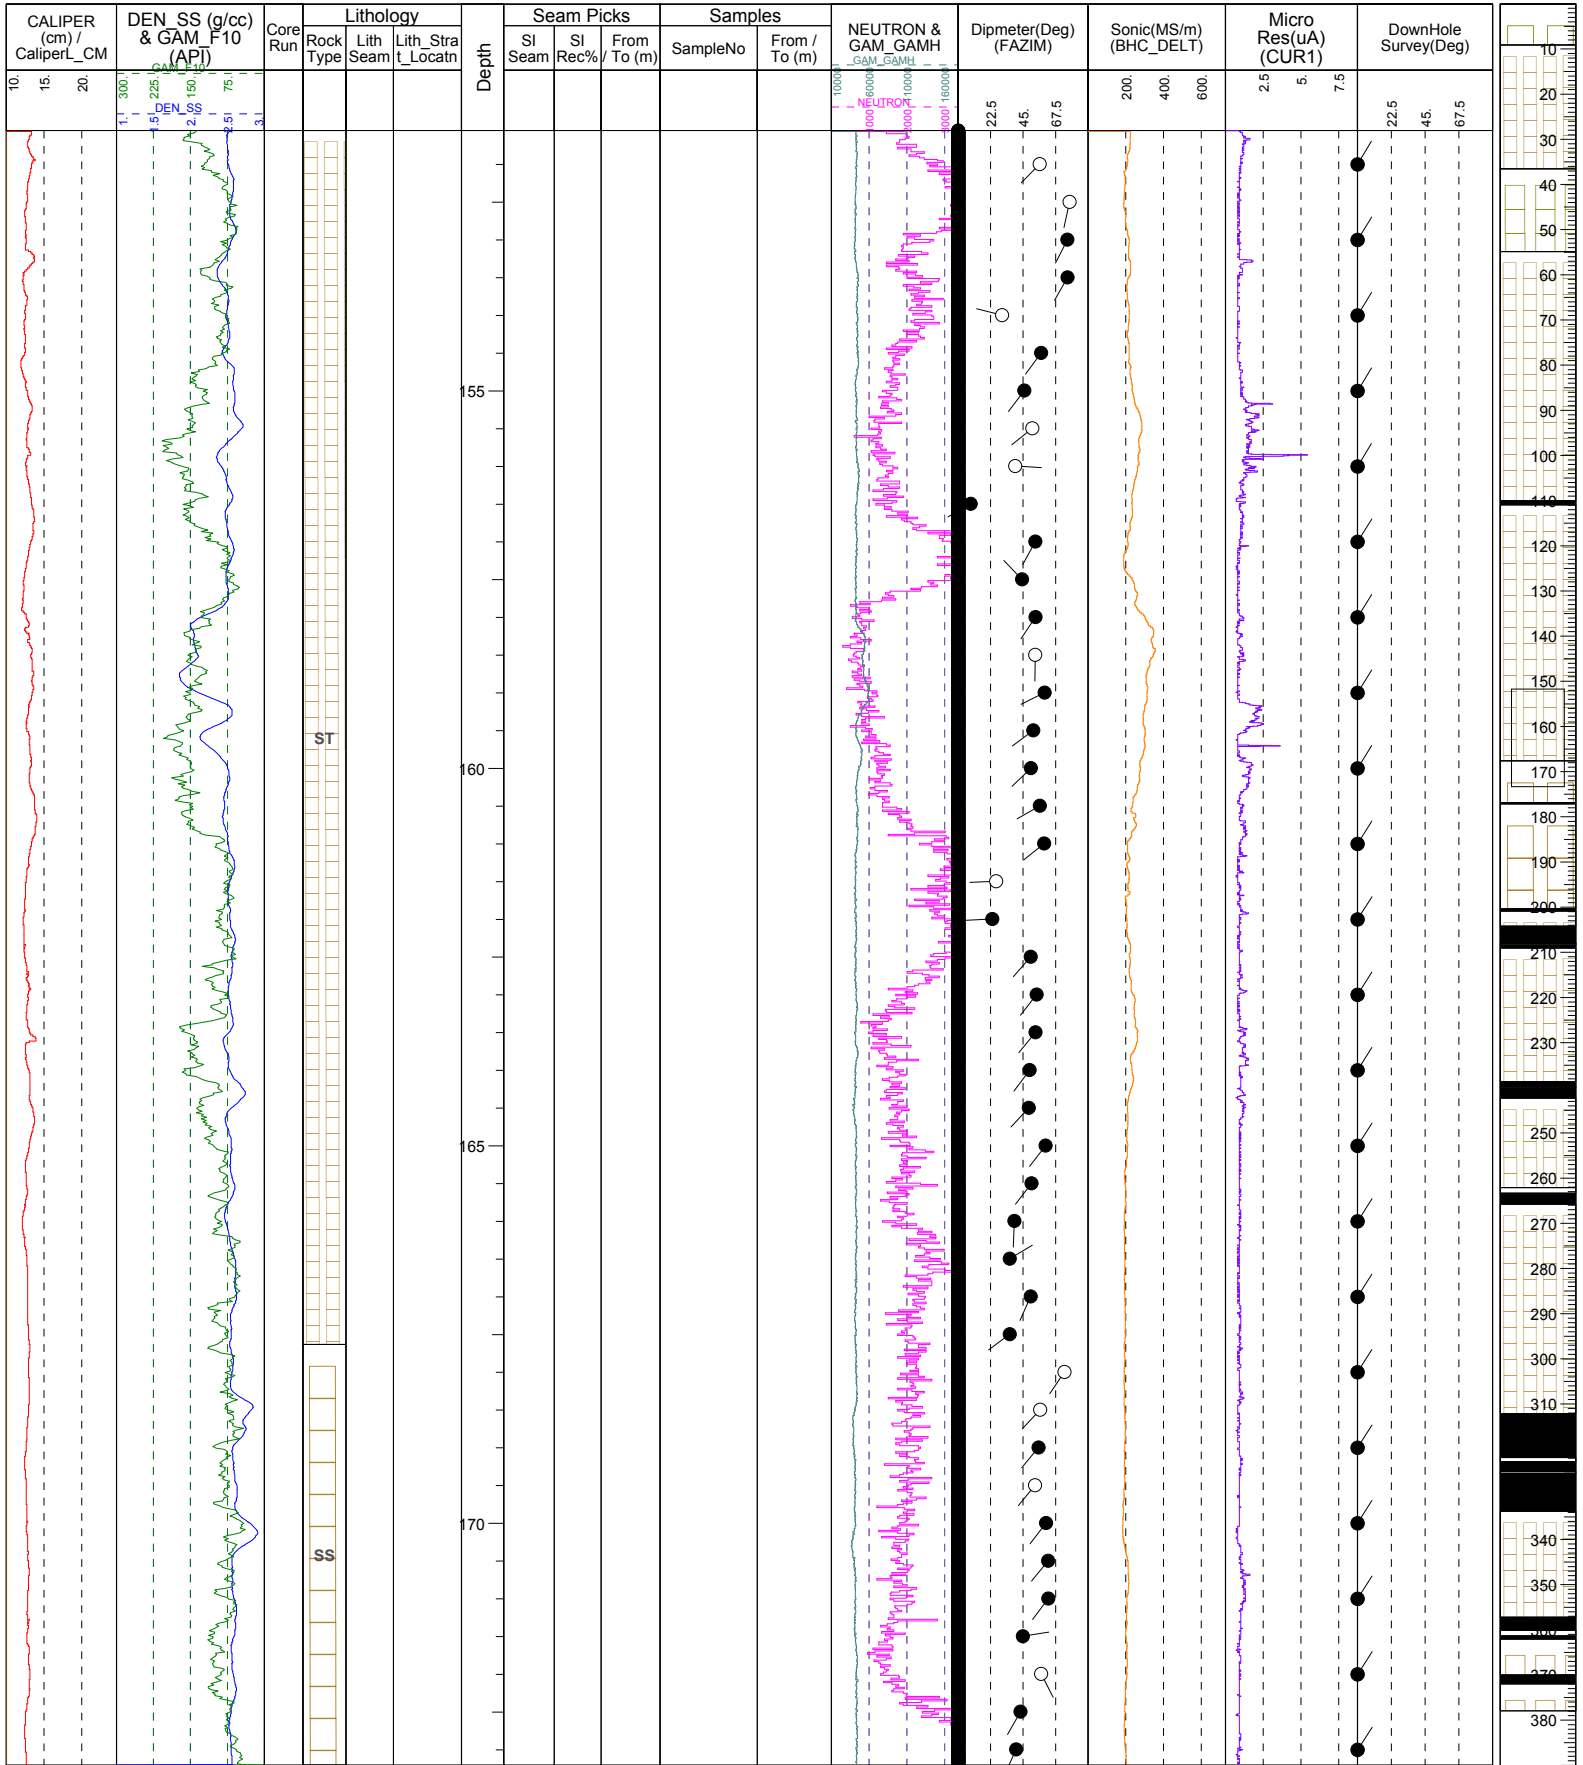 CALIPER
(cm) /
CaliperL_CM
DEN_SS (g/cc)
& GAM_F10
(API)
Core
Run
Lithology
Rock
Type
Lith
Seam
Lith_Stra
t_Locatn
Depth
Seam Picks
SI
Seam
SI
Rec%
From
/ To (m)
Samples
SampleNo
From /
To (m)
NEUTRON &
GAM_GAMH
Dipmeter(Deg)
(FAZIM)
Sonic(MS/m)
(BHC_DELT)
Micro
Res(uA)
(CUR1)
DownHole
Survey(Deg)
10. 15. 20.
GAM_F10
300. 225. 150. 75.
DEN_SS
1. 1.5 2. 2.5 3.
GAM_GAMH
NEUTRON
1000 2000 3000
22.5 45. 67.5
200. 400. 600.
2.5 5. 7.5
22.5 45. 67.5
155
160
165
170
ST
SS
10
20
30
40
50
60
70
80
90
100
110
120
130
140
150
160
170
180
190
200
210
220
230
250
260
270
280
290
300
310
340
350
360
370
380